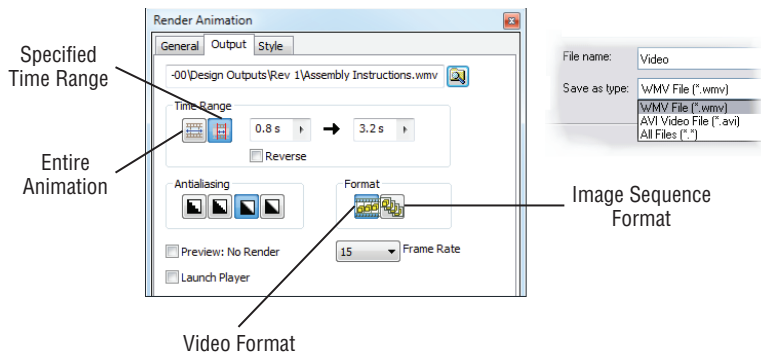 Render Animation
General Output Style
-00\Design Outputs\Rev 1\Assembly Instructions.wmv
Time Range
0.8 s
3.2 s
Reverse
Antialiasing
Format
Preview: No Render
15
Frame Rate
Launch Player
Specified
Time Range
Entire
Animation
Video Format
Image Sequence
Format
File name:
Video
Save as type:
WMV File (*.wmv)
WMV File (*.wmv)
AVI Video File (*.avi)
All Files (*.*)